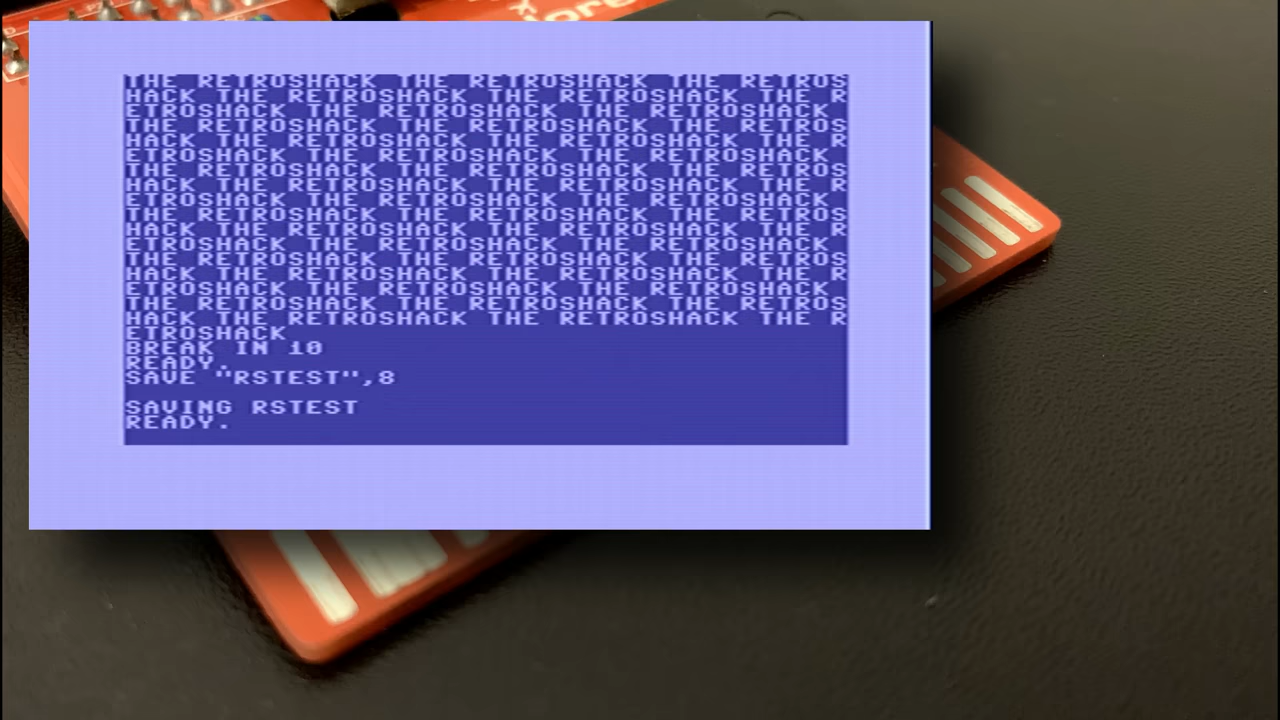 THE RETROSHACK THE RETROSHACK THE RETROS
HACK THE RETROSHACK THE RETROSHACK THE R
ETROSHACK THE RETROSHACK THE RETROSHACK
THE RETROSHACK THE RETROSHACK THE RETROS
HACK THE RETROSHACK THE RETROSHACK THE R
ETROSHACK THE RETROSHACK THE RETROSHACK
THE RETROSHACK THE RETROSHACK THE RETROS
HACK THE RETROSHACK THE RETROSHACK THE R
ETROSHACK THE RETROSHACK THE RETROSHACK
THE RETROSHACK THE RETROSHACK THE RETROS
HACK THE RETROSHACK THE RETROSHACK THE R
ETROSHACK THE RETROSHACK THE RETROSHACK
THE RETROSHACK THE RETROSHACK THE RETROS
HACK THE RETROSHACK THE RETROSHACK THE R
ETROSHACK THE RETROSHACK THE RETROSHACK
THE RETROSHACK THE RETROSHACK THE RETROS
HACK THE RETROSHACK THE RETROSHACK THE R
ETROSHACK
BREAK IN 10
READY.
SAVE "RSTEST",8
SAVING RSTEST
READY.